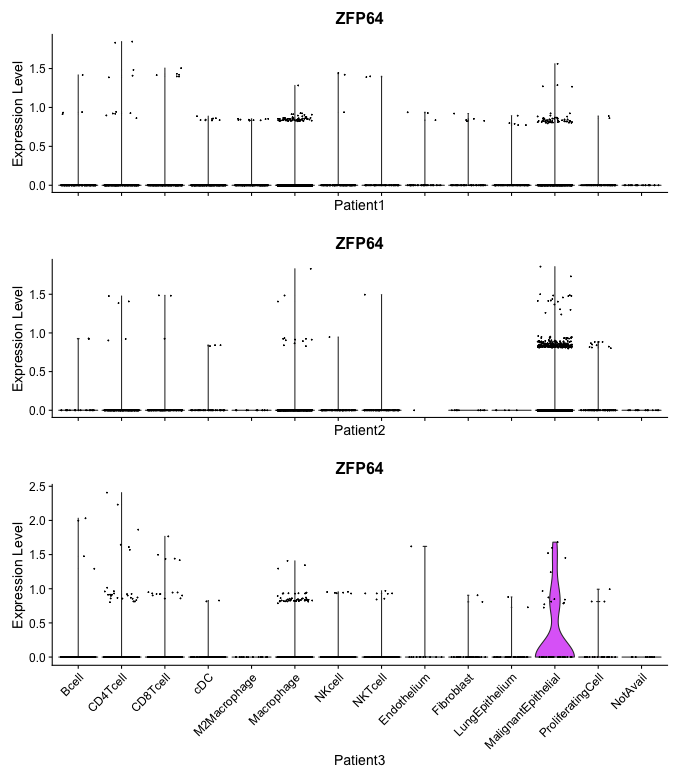 ZFP64
Expression Level
1.5
1.0
0.5
0.0
Patient1
ZFP64
Expression Level
1.5
1.0
0.5
0.0
Patient2
ZFP64
Expression Level
2.5
2.0
1.5
1.0
0.5
0.0
Bcell
CD4Tcell
CD8Tcell
cDC
M2Macrophage
Macrophage
NKcell
NKTcell
Endothelium
Fibroblast
LungEpithelium
MalignantEpithelial
ProliferatingCell
NotAvail
Patient3